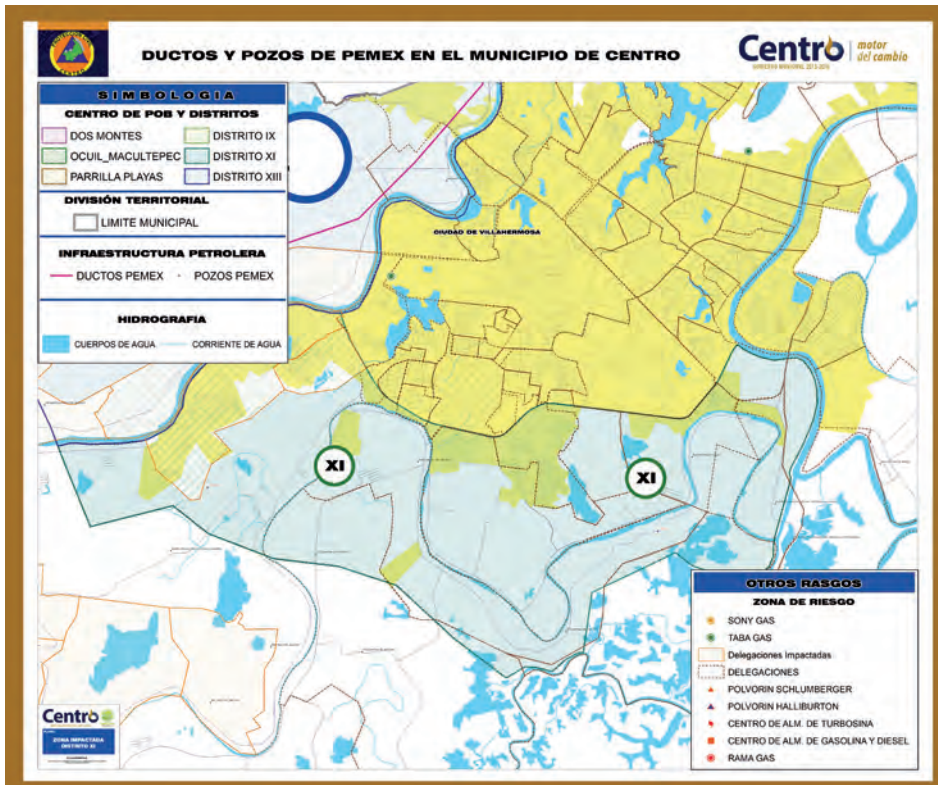 DUCTOS Y POZOS DE PEMEX EN EL MUNICIPIO DE CENTRO
Centro motor del cambio
SIMBOLOGIA
CENTRO DE POB Y DISTRITOS
DOS MONTES
DISTRITO IX
OCUIL_MACULTEPEC
DISTRITO XI
PARRILLA PLAYAS
DISTRITO XIII
DIVISIÓN TERRITORIAL
LIMITE MUNICIPAL
INFRAESTRUCTURA PETROLERA
DUCTOS PEMEX
POZOS PEMEX
HIDROGRAFIA
CUERPOS DE AGUA
CORRIENTE DE AGUA
CIUDAD DE VILLAHERMOSA
XI
XI
OTROS RASGOS
ZONA DE RIESGO
SONY GAS
TABA GAS
Delegaciones Impactadas
DELEGACIONES
POLVORIN SCHLUMBERGER
POLVORIN HALLIBURTON
CENTRO DE ALM. DE TURBOSINA
CENTRO DE ALM. DE GASOLINA Y DIESEL
RAMA GAS
Centro
ZONA IMPACTADA
DISTRITO XI